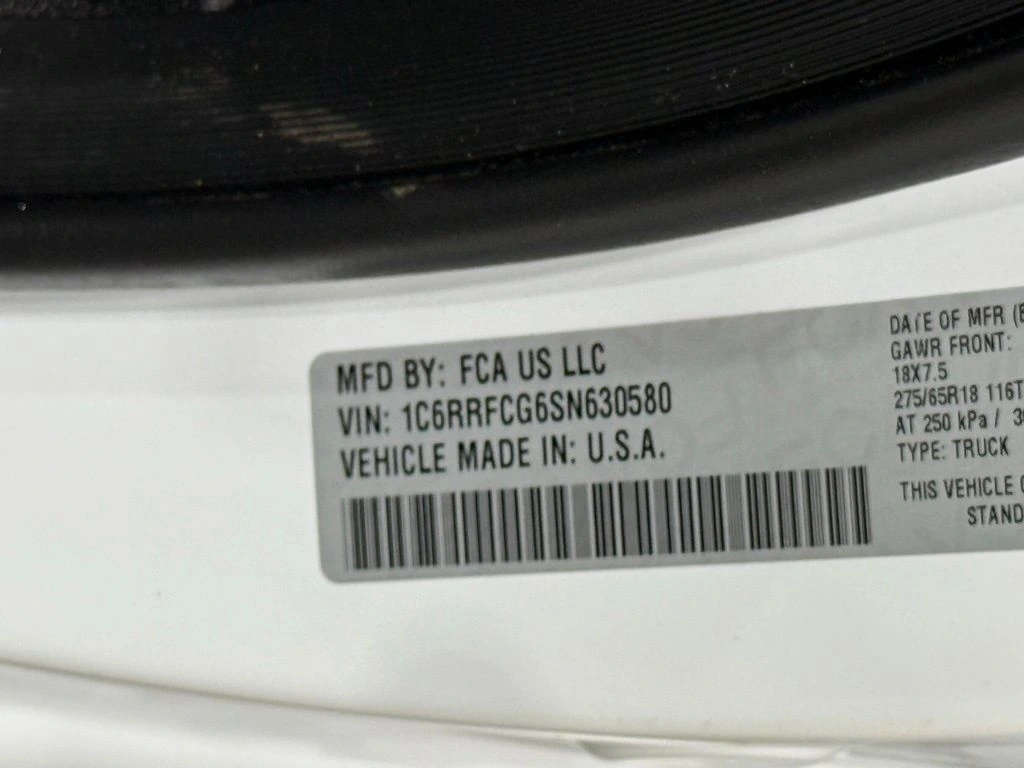 MFD BY: FCA US LLC
VIN: 1C6RRFCG6SN630580
VEHICLE MADE IN: U.S.A.
DATE OF MFR (
GAWR FRONT:
18X7.5
275/65R18 116T
AT 250 kPa /
TYPE: TRUCK
THIS VEHICLE
STAND